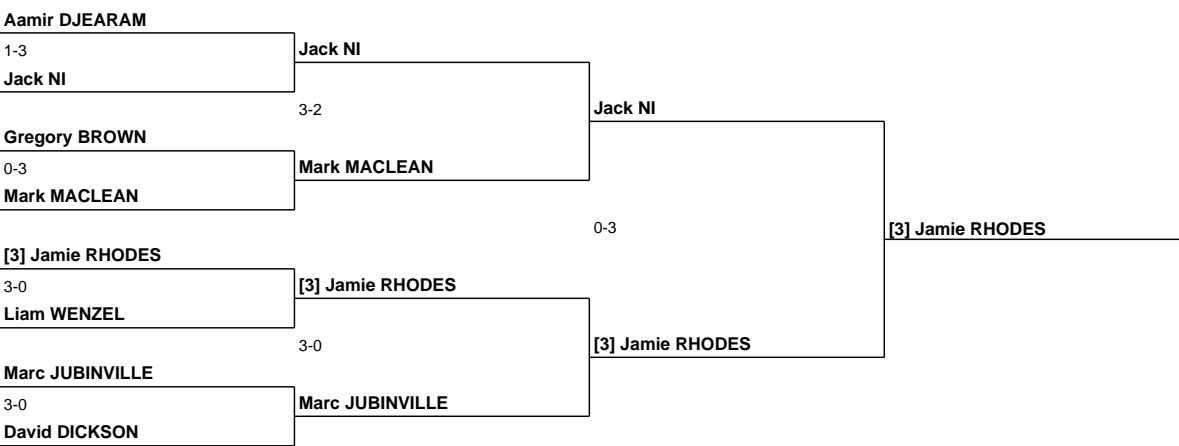 Aamir DJEARAM
1-3
Jack NI
Jack NI
Jack NI
3-2
Gregory BROWN
0-3
Mark MACLEAN
Mark MACLEAN
0-3
[3] Jamie RHODES
[3] Jamie RHODES
3-0
[3] Jamie RHODES
Liam WENZEL
3-0
[3] Jamie RHODES
Marc JUBINVILLE
3-0
Marc JUBINVILLE
David DICKSON